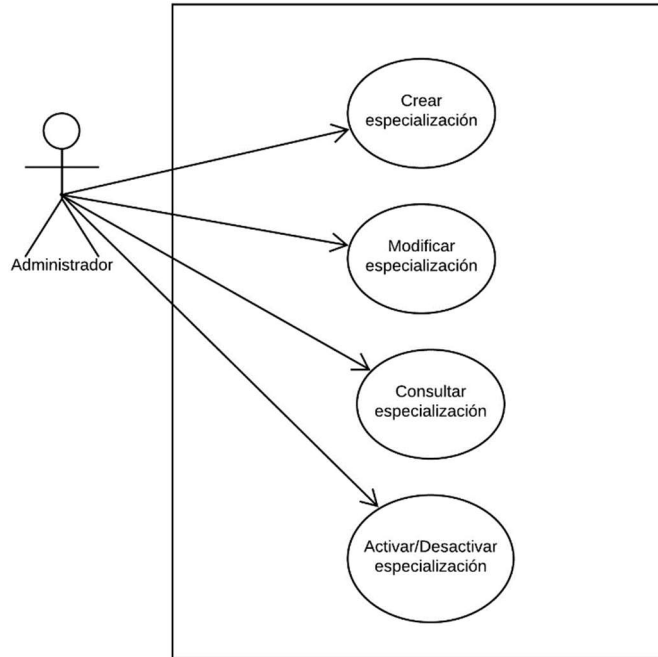 Crear
especialización
Administrador
Modificar
especialización
Consultar
especialización
Activar/Desactivar
especialización